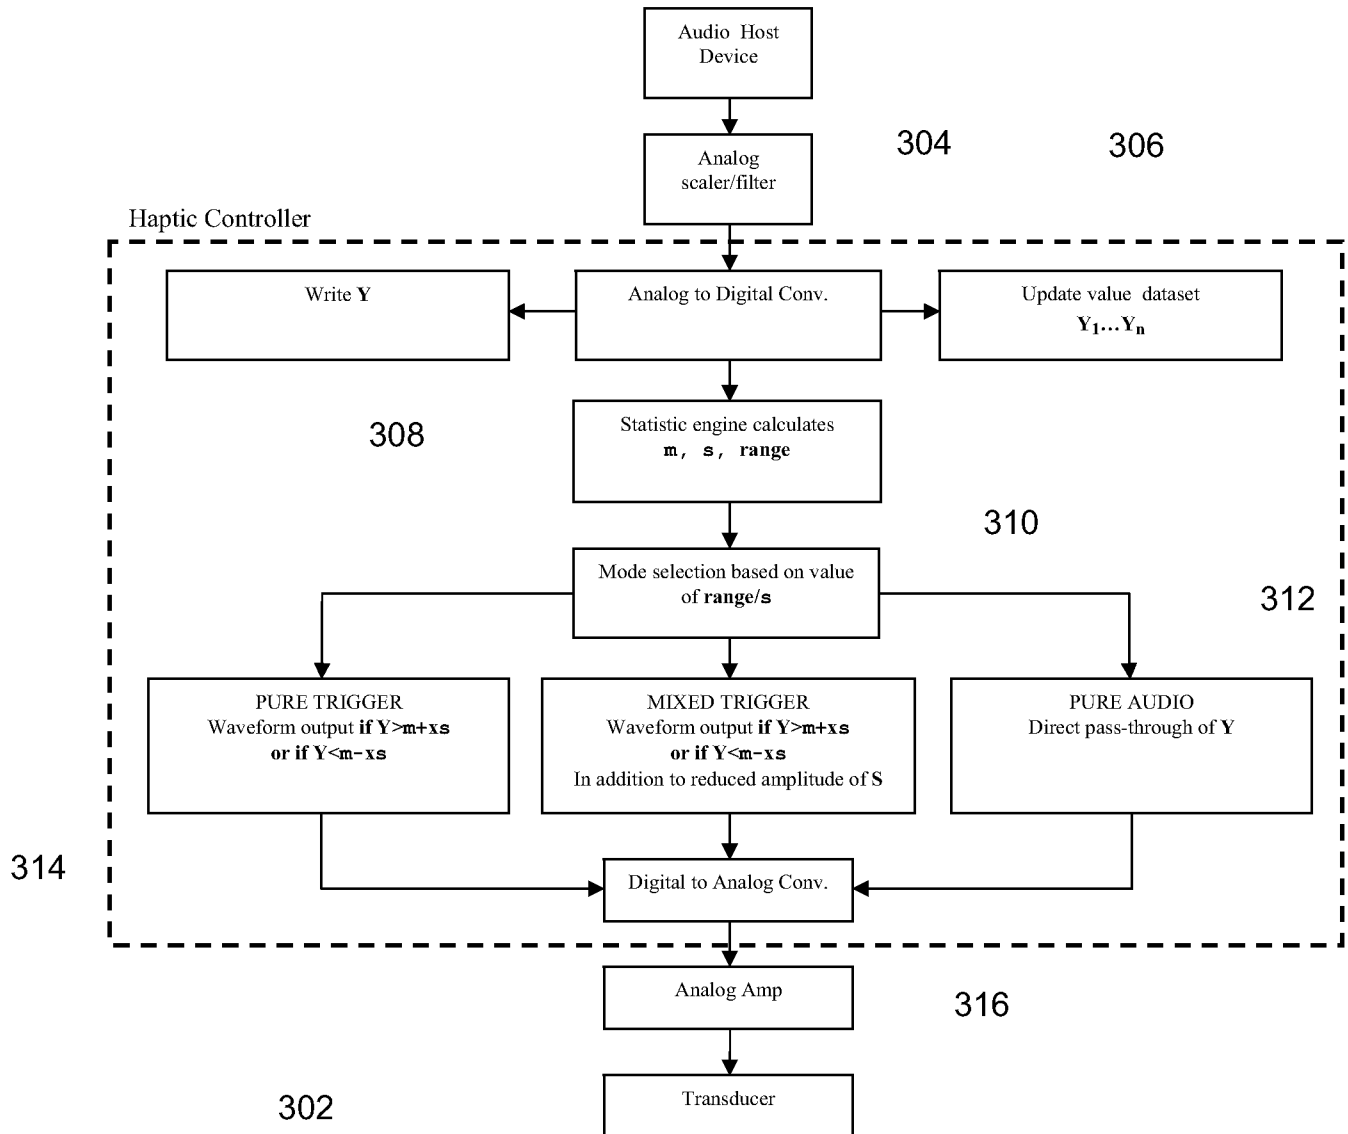 Audio Host
Device
304
306
Analog
scaler/filter
Haptic Controller
Write Y
Analog to Digital Conv.
Update value dataset
Y1...Yn
308
Statistic engine calculates
m, s, range
310
Mode selection based on value
of range/s
312
PURE TRIGGER
Waveform output if Y>m+xs
or if Y<m-xs
MIXED TRIGGER
Waveform output if Y>m+xs
or if Y<m-xs
In addition to reduced amplitude of S
PURE AUDIO
Direct pass-through of Y
314
Digital to Analog Conv.
Analog Amp
316
302
Transducer